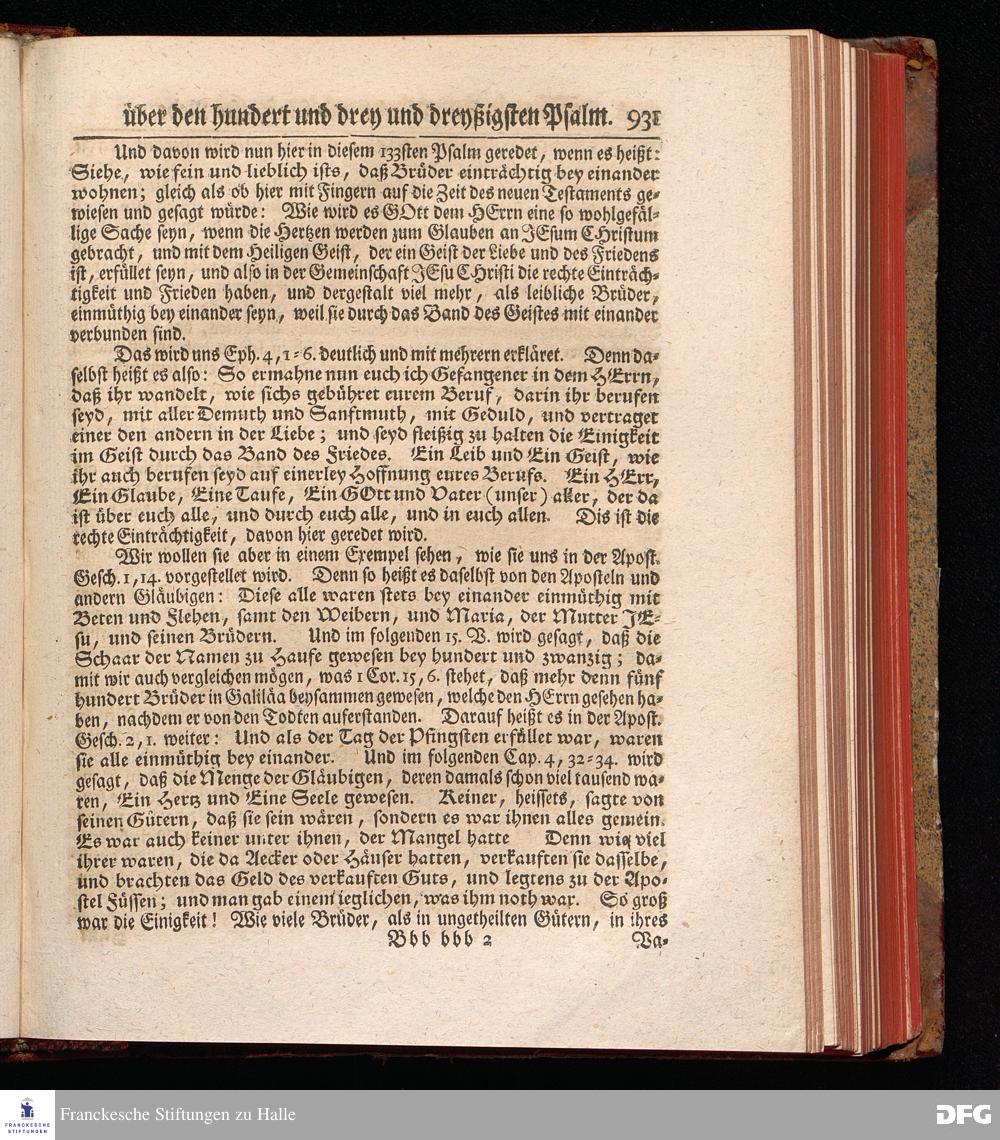 über den hundert und drey und dreyßigsten Psalm. 931
Und davon wird nun hier in diesem 133sten Psalm geredet, wenn es heißt:
Siehe, wie fein und lieblich ists, daß Brüder einträchtig bey einander
wohnen; gleich als ob hier mit Fingern auf die Zeit des neuen Testaments ge-
wiesen und gesagt würde: Wie wird es GOtt dem HErrn eine so wohlgefäl-
lige Sache seyn, wenn die Hertzen werden zum Glauben an JEsum CHristum
gebracht, und mit dem Heiligen Geist, der ein Geist der Liebe und des Friedens
ist, erfüllet seyn, und also in der Gemeinschaft JEsu CHristi die rechte Einträch-
tigkeit und Frieden haben, und dergestalt viel mehr, als leibliche Brüder,
einmüthig bey einander seyn, weil sie durch das Band des Geistes mit einander
verbunden sind.
Das wird uns Eph. 4, 1-6. deutlich und mit mehrern erkläret. Denn da-
selbst heißt es also: So ermahne nun euch ich Gefangener in dem HErrn,
daß ihr wandelt, wie sichs gebühret eurem Beruf, darin ihr berufen
seyd, mit aller Demuth und Sanftmuth, mit Geduld, und vertraget
einer den andern in der Liebe; und seyd fleißig zu halten die Einigkeit
im Geist durch das Band des Friedes. Ein Leib und Ein Geist, wie
ihr auch berufen seyd auf einerley Hoffnung eures Berufs. Ein HErr,
Ein Glaube, Eine Taufe, Ein GOtt und Vater (unser) aller, der da
ist über euch alle, und durch euch alle, und in euch allen. Dis ist die
rechte Einträchtigkeit, davon hier geredet wird.
Wir wollen sie aber in einem Exempel sehen, wie sie uns in der Apost.
Gesch. 1, 14. vorgestellet wird. Denn so heißt es daselbst von den Aposteln und
andern Gläubigen: Diese alle waren stets bey einander einmüthig mit
Beten und Flehen, samt den Weibern, und Maria, der Mutter JE-
su, und seinen Brüdern. Und im folgenden 15. V. wird gesagt, daß die
Schaar der Namen zu Haufe gewesen bey hundert und zwanzig; da-
mit wir auch vergleichen mögen, was 1 Cor. 15, 6. stehet, daß mehr denn fünf
hundert Brüder in Galiläa beysammen gewesen, welche den HErrn gesehen ha-
ben, nachdem er von den Todten auferstanden. Darauf heißt es in der Apost.
Gesch. 2, 1. weiter: Und als der Tag der Pfingsten erfüllet war, waren
sie alle einmüthig bey einander. Und im folgenden Cap. 4, 32-34. wird
gesagt, daß die Menge der Gläubigen, deren damals schon viel tausend wa-
ren, Ein Hertz und Eine Seele gewesen. Keiner, heissets, sagte von
seinen Gütern, daß sie sein wären, sondern es war ihnen alles gemein.
Es war auch keiner unter ihnen, der Mangel hatte Denn wie viel
ihrer waren, die da Aecker oder Häuser hatten, verkauften sie dasselbe,
und brachten das Geld des verkauften Guts, und legtens zu der Apo-
stel Füssen; und man gab einem ieglichen, was ihm noth war. So groß
war die Einigkeit! Wie viele Brüder, als in ungetheilten Gütern, in ihres
Bbb bbb 2 Va-
FRANCKESCHE STIFTUNGEN
Franckesche Stiftungen zu Halle
DFG